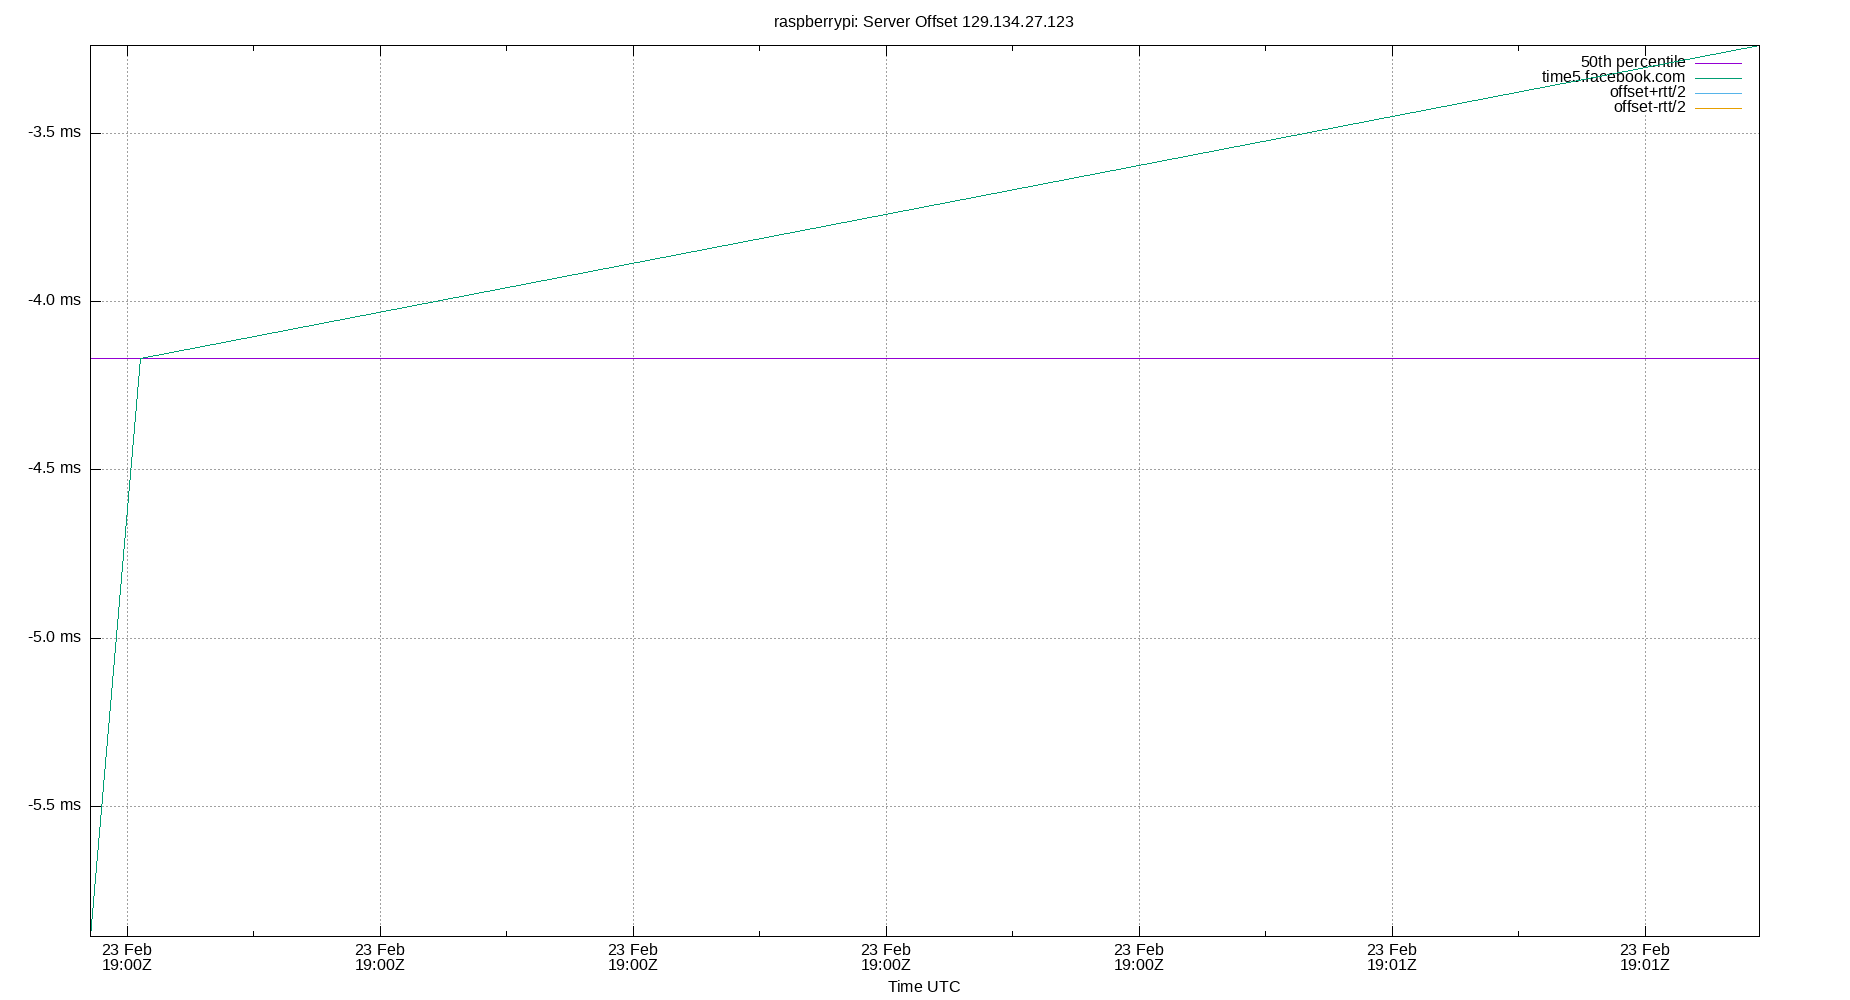 raspberrypi: Server Offset 129.134.27.123
50th percentile
time5.facebook.com
offset+rtt/2
offset-rtt/2
-3.5 ms
-4.0 ms
-4.5 ms
-5.0 ms
-5.5 ms
23 Feb 23 Feb 23 Feb 23 Feb 23 Feb 23 Feb 23 Feb
19:00Z 19:00Z 19:00Z 19:00Z 19:00Z 19:01Z 19:01Z
Time UTC